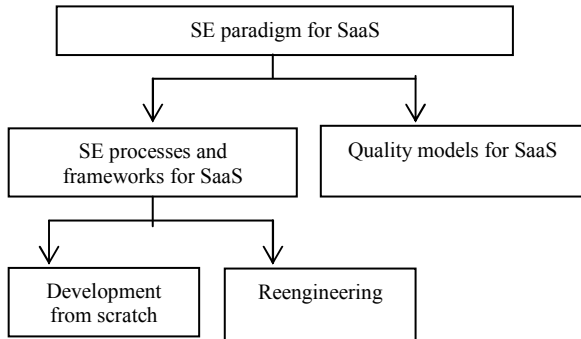 SE paradigm for SaaS
SE processes and
frameworks for SaaS
Quality models for SaaS
Development
from scratch
Reengineering